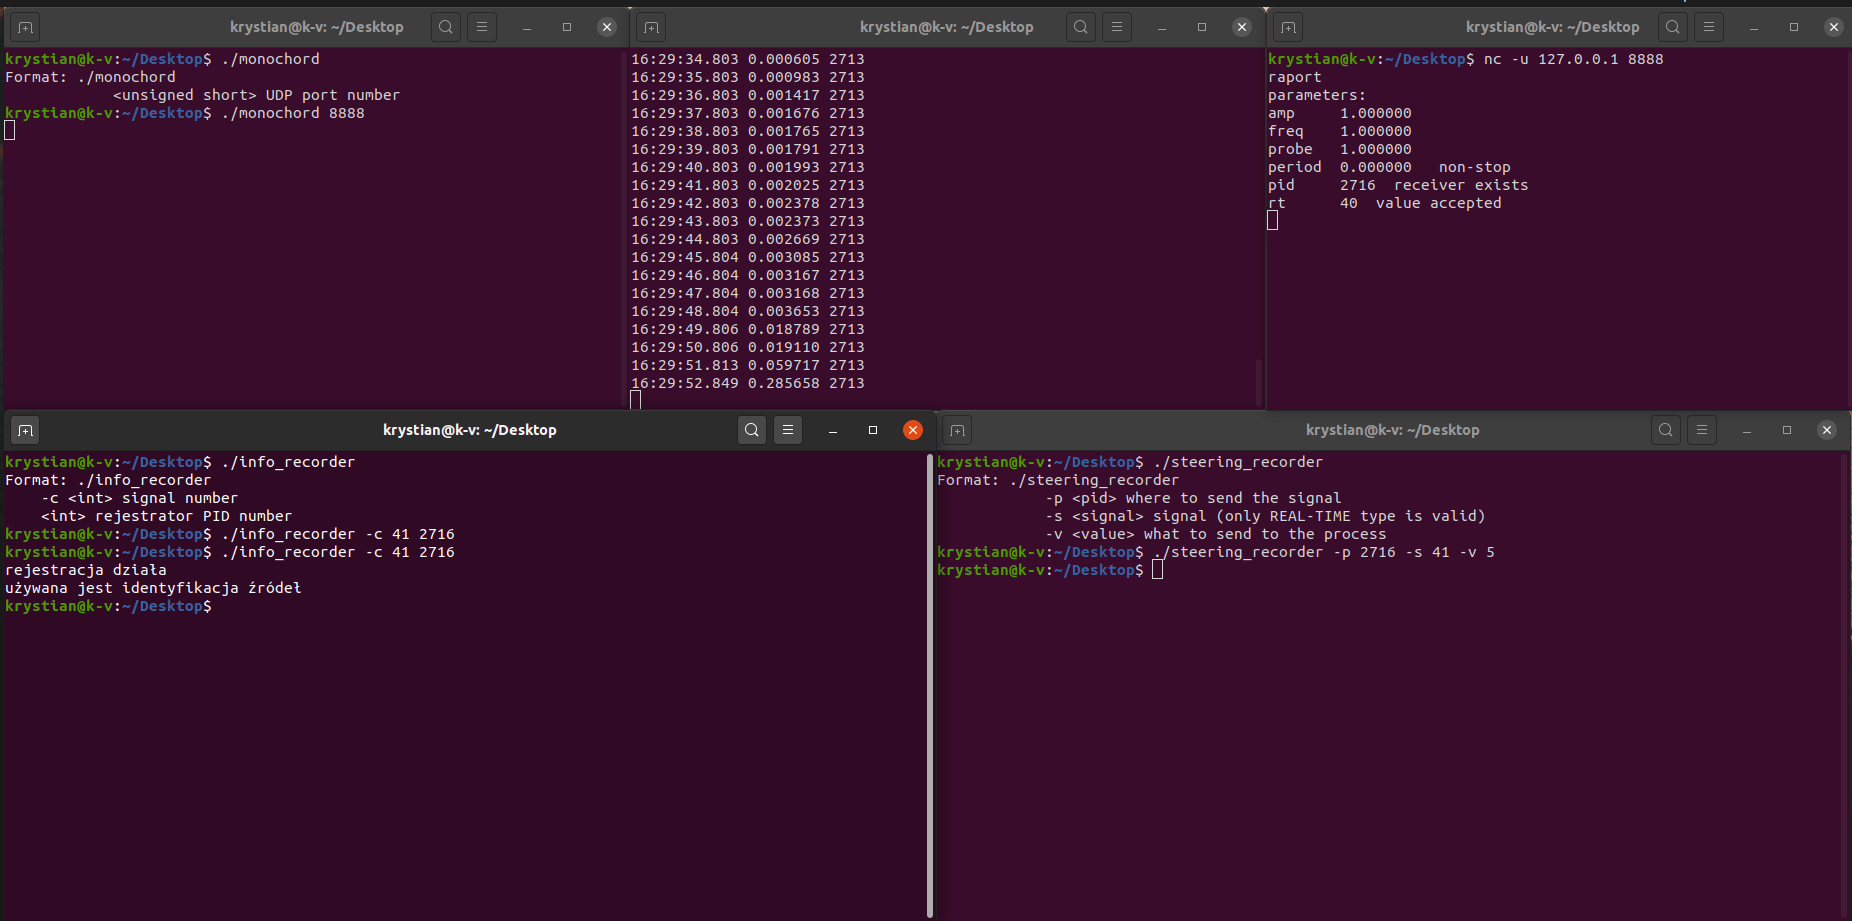 krystian@k-v: ~/Desktop
krystian@k-v:~/Desktop$ ./monochord
Format: ./monochord
<unsigned short> UDP port number
krystian@k-v:~/Desktop$ ./monochord 8888
krystian@k-v: ~/Desktop
16:29:34.803 0.000605 2713
16:29:35.803 0.000983 2713
16:29:36.803 0.001417 2713
16:29:37.803 0.001676 2713
16:29:38.803 0.001765 2713
16:29:39.803 0.001791 2713
16:29:40.803 0.001993 2713
16:29:41.803 0.002025 2713
16:29:42.803 0.002378 2713
16:29:43.803 0.002373 2713
16:29:44.803 0.002669 2713
16:29:45.804 0.003085 2713
16:29:46.804 0.003167 2713
16:29:47.804 0.003168 2713
16:29:48.804 0.003653 2713
16:29:49.806 0.018789 2713
16:29:50.806 0.019110 2713
16:29:51.813 0.059717 2713
16:29:52.849 0.285658 2713
krystian@k-v: ~/Desktop
krystian@k-v:~/Desktop$ nc -u 127.0.0.1 8888
raport
parameters:
amp 1.000000
freq 1.000000
probe 1.000000
period 0.000000 non-stop
pid 2716 receiver exists
rt 40 value accepted
krystian@k-v: ~/Desktop
krystian@k-v:~/Desktop$ ./info_recorder
Format: ./info_recorder
-c <int> signal number
<int> rejestrator PID number
krystian@k-v:~/Desktop$ ./info_recorder -c 41 2716
krystian@k-v:~/Desktop$ ./info_recorder -c 41 2716
rejestracja działa
używana jest identyfikacja źródeł
krystian@k-v:~/Desktop$
krystian@k-v: ~/Desktop
krystian@k-v:~/Desktop$ ./steering_recorder
Format: ./steering_recorder
-p <pid> where to send the signal
-s <signal> signal (only REAL-TIME type is valid)
-v <value> what to send to the process
krystian@k-v:~/Desktop$ ./steering_recorder -p 2716 -s 41 -v 5
krystian@k-v:~/Desktop$